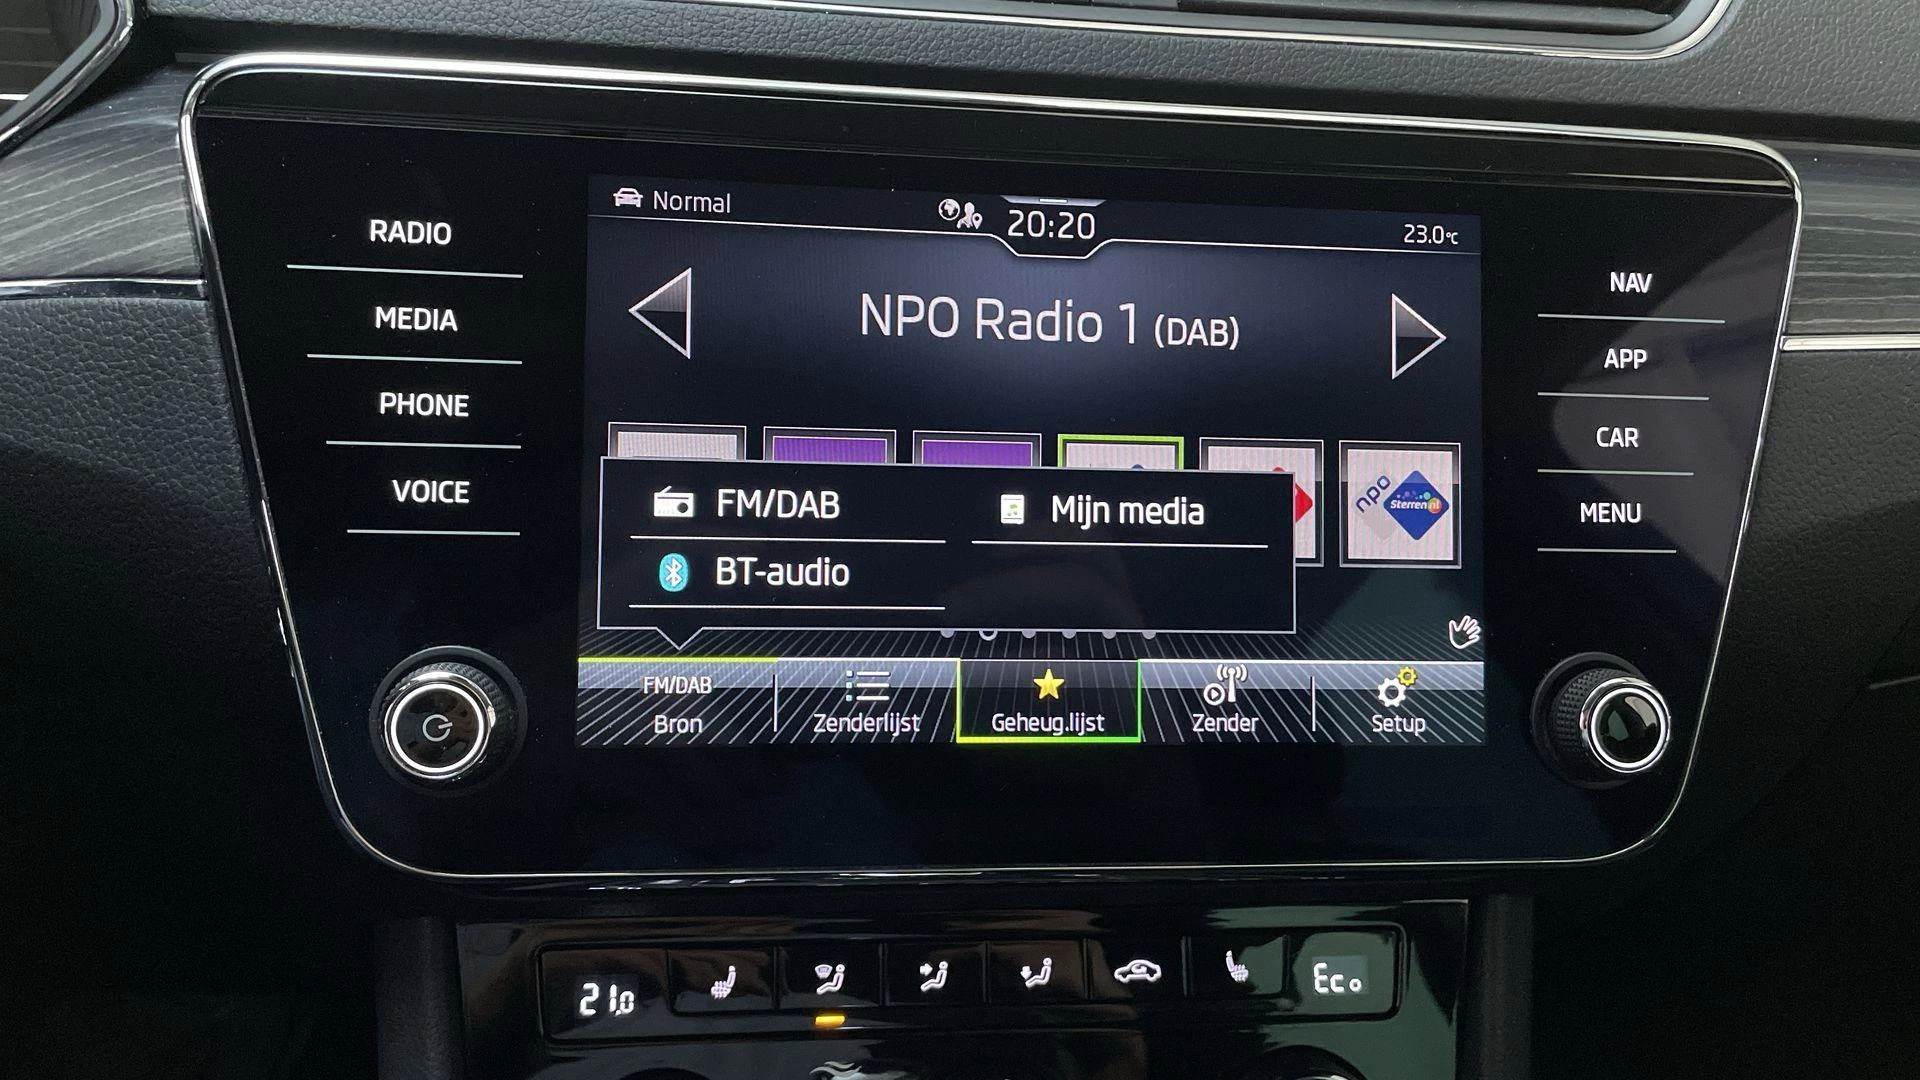 Normal
20:20
23.0°C
RADIO
MEDIA
PHONE
VOICE
NPO Radio 1 (DAB)
NAV
APP
CAR
MENU
FM/DAB
Mijn media
BT-audio
npo
Sterren nl
FM/DAB
Bron
Zenderlijst
Geheug.lijst
Zender
Setup
21,0
Eco